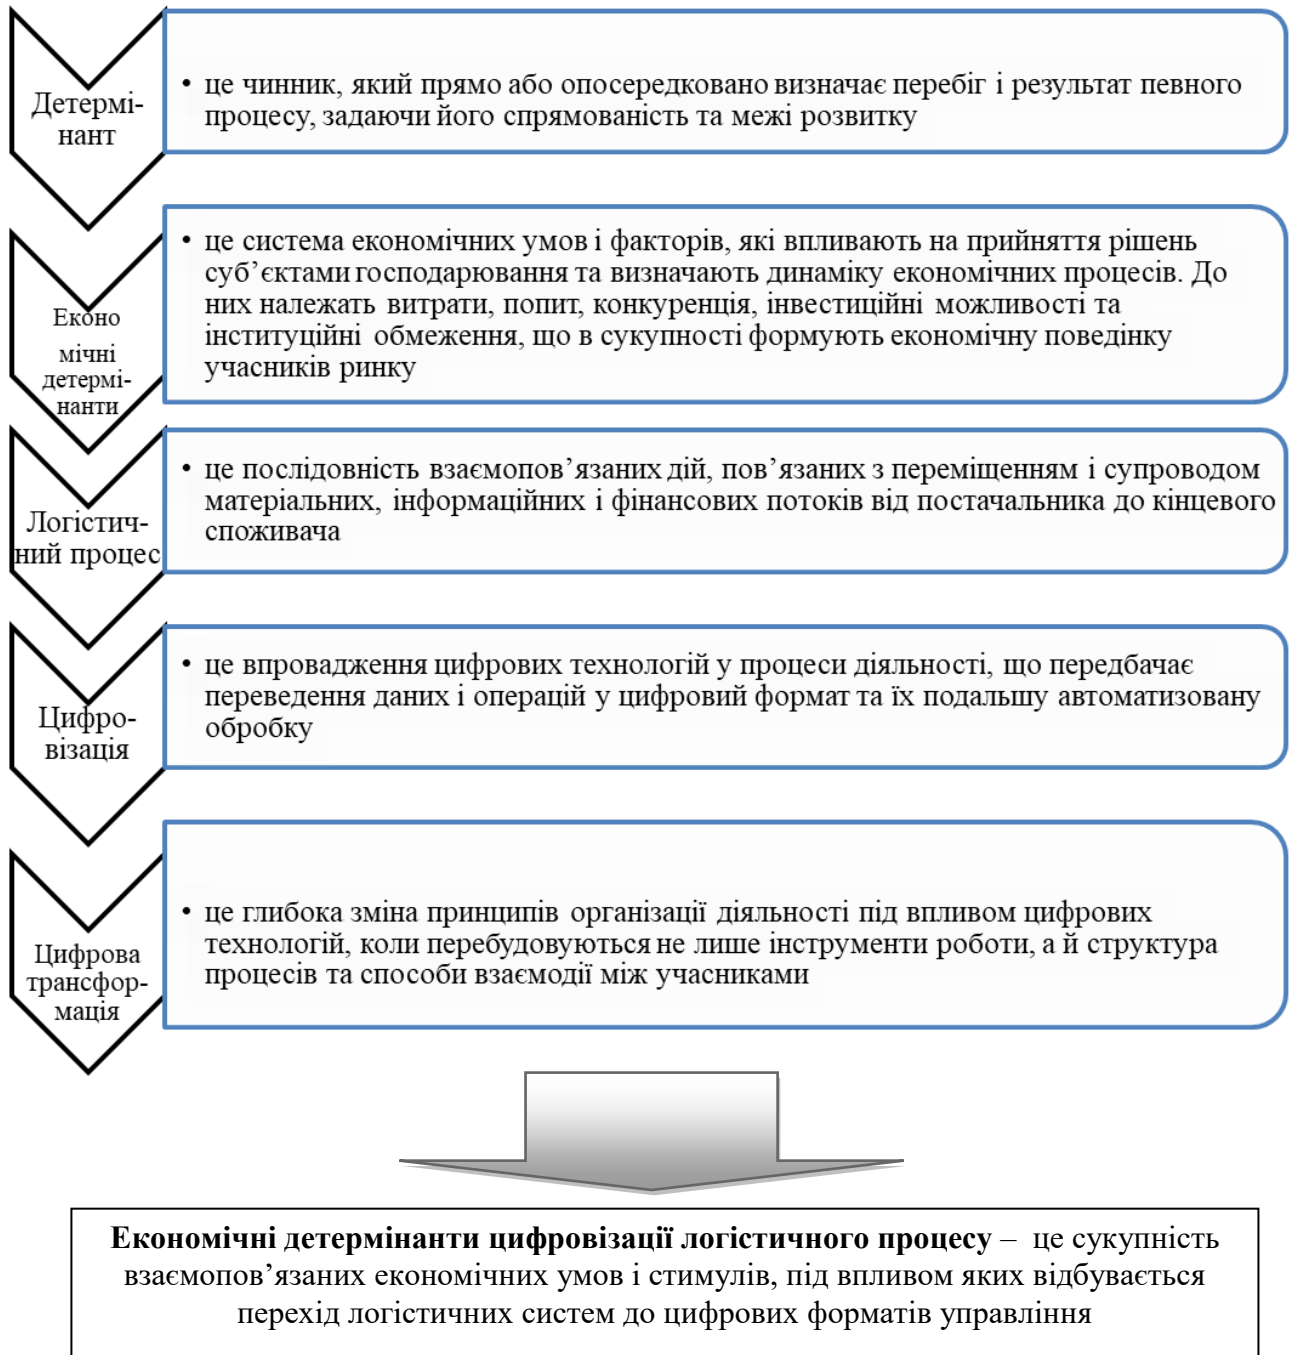 Детермі-
нант
• це чинник, який прямо або опосередковано визначає перебіг і результат певного
процесу, задаючи його спрямованість та межі розвитку
Еконо
мічні
детермі-
нанти
• це система економічних умов і факторів, які впливають на прийняття рішень
суб’єктами господарювання та визначають динаміку економічних процесів. До
них належать витрати, попит, конкуренція, інвестиційні можливості та
інституційні обмеження, що в сукупності формують економічну поведінку
учасників ринку
Логістич-
ний процес
• це послідовність взаємопов’язаних дій, пов’язаних з переміщенням і супроводом
матеріальних, інформаційних і фінансових потоків від постачальника до кінцевого
споживача
Цифро-
візація
• це впровадження цифрових технологій у процеси діяльності, що передбачає
переведення даних і операцій у цифровий формат та їх подальшу автоматизовану
обробку
Цифрова
трансфор-
мація
• це глибока зміна принципів організації діяльності під впливом цифрових
технологій, коли перебудовуються не лише інструменти роботи, а й структура
процесів та способи взаємодії між учасниками
Економічні детермінанти цифровізації логістичного процесу – це сукупність
взаємопов’язаних економічних умов і стимулів, під впливом яких відбувається
перехід логістичних систем до цифрових форматів управління